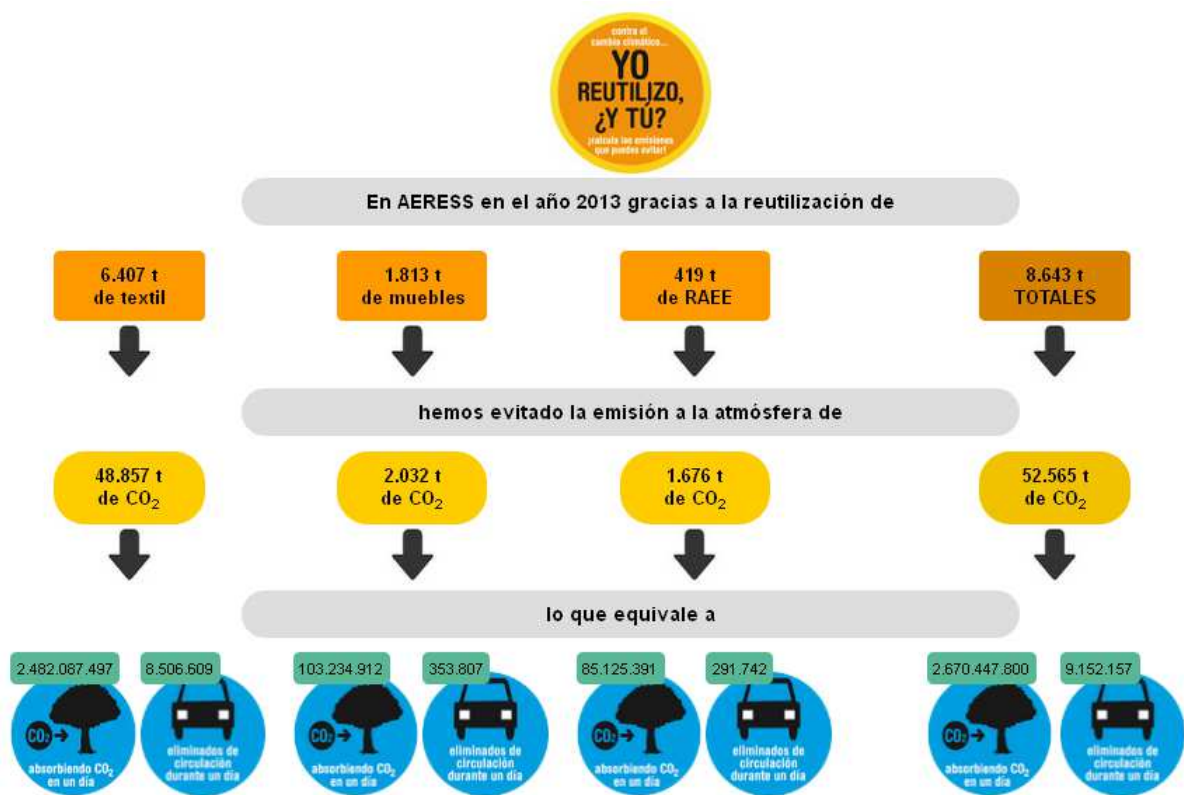 contra el
cambio climático...
YO
REUTILIZO,
¿Y TÚ?
¡calcula las emisiones
que puedes evitar!
En AERESS en el año 2013 gracias a la reutilización de
6.407 t
de textil
1.813 t
de muebles
419 t
de RAEE
8.643 t
TOTALES
hemos evitado la emisión a la atmósfera de
48.857 t
de CO₂
2.032 t
de CO₂
1.676 t
de CO₂
52.565 t
de CO₂
lo que equivale a
2.482.087.497
CO₂
absorbiendo CO₂
en un día
8.506.609
eliminados de
circulación
durante un día
103.234.912
CO₂
absorbiendo CO₂
en un día
353.807
eliminados de
circulación
durante un día
85.125.391
CO₂
absorbiendo CO₂
en un día
291.742
eliminados de
circulación
durante un día
2.670.447.800
CO₂
absorbiendo CO₂
en un día
9.152.157
eliminados de
circulación
durante un día